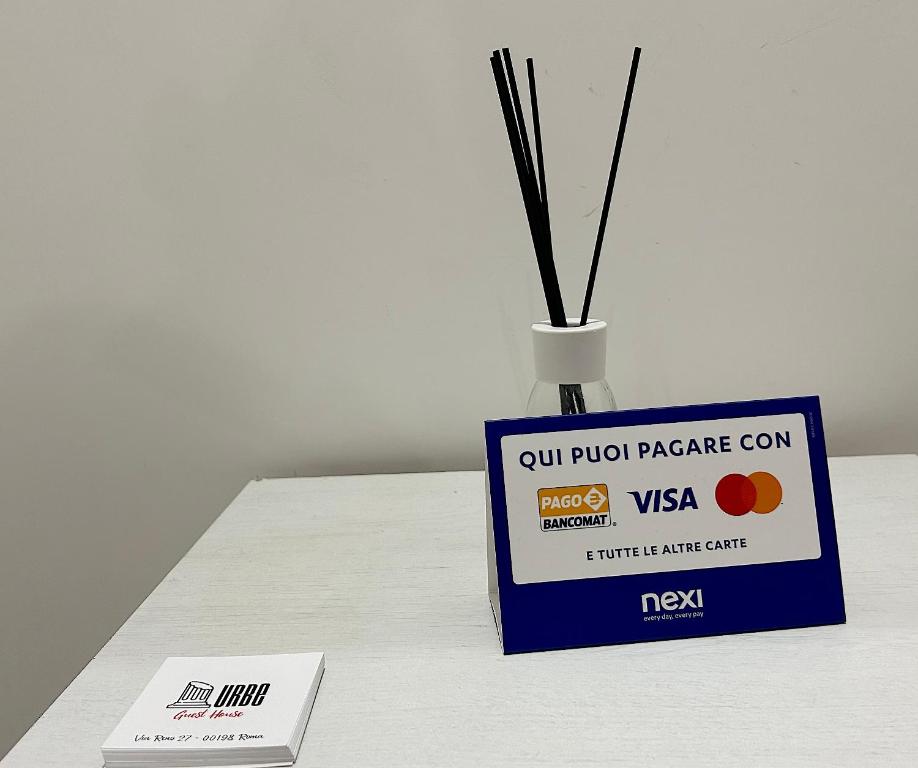 QUI PUOI PAGARE CON
PAGO
BANCOMAT
VISA
E TUTTE LE ALTRE CARTE
nexi
every day, every pay
URBE
Guest House
Via Reno 27 - 00198 Roma